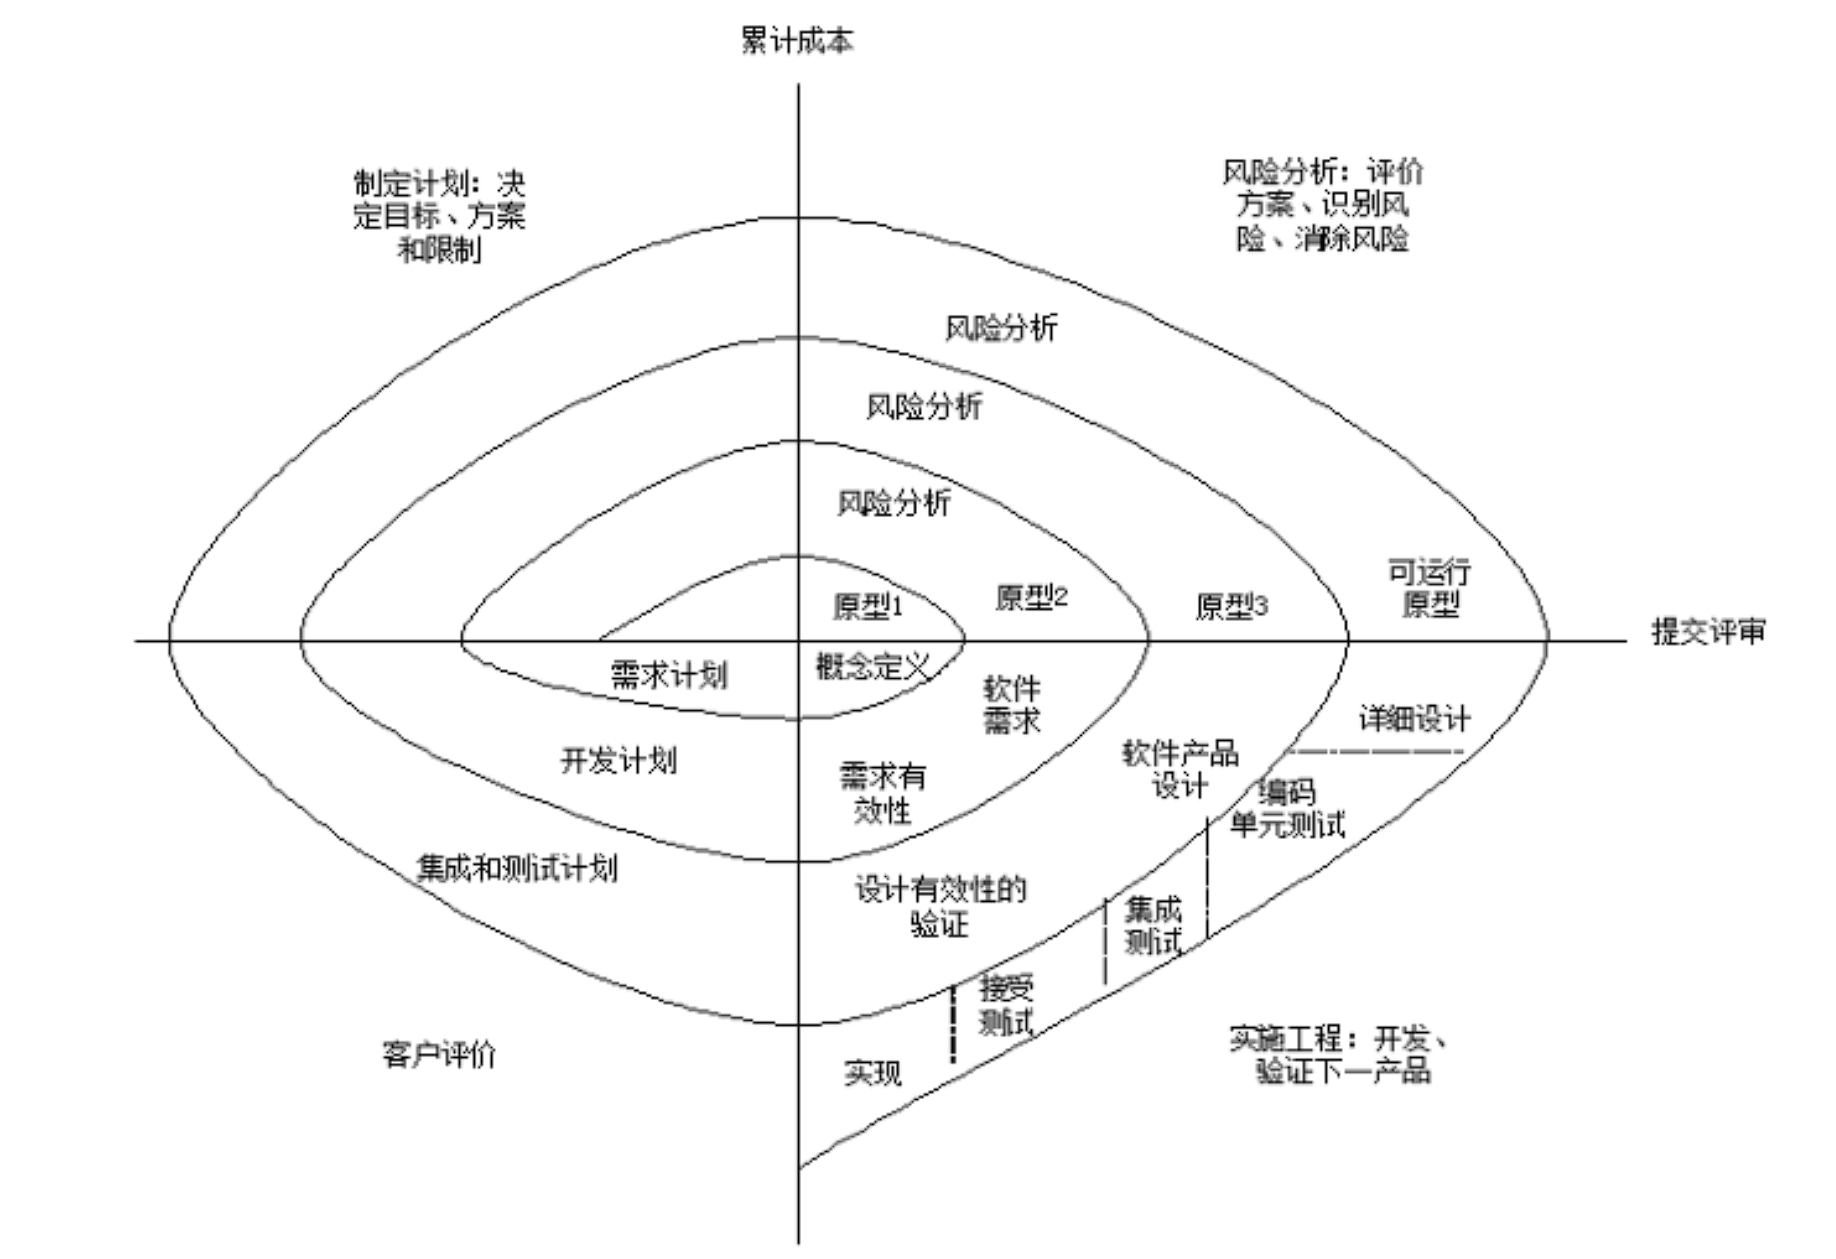 累计成本
制定计划：决
定目标、方案
和限制
风险分析：评价
方案、识别风
险、消除风险
风险分析
风险分析
风险分析
原型1
原型2
原型3
可运行
原型
提交评审
需求计划
概念定义
软件
需求
详细设计
开发计划
需求有
效性
软件产品
设计
编码
单元测试
集成和测试计划
设计有效性的
验证
集成
测试
接受
测试
实现
客户评价
实施工程：开发、
验证下一产品